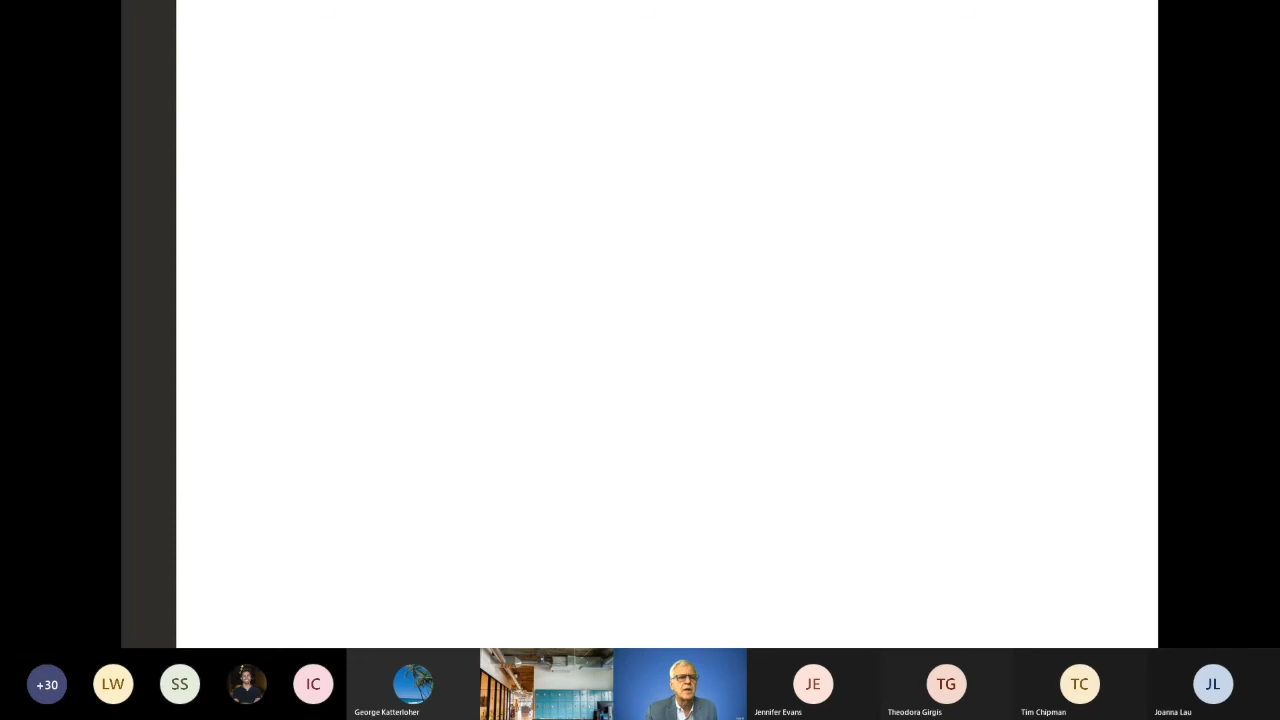 +30
LW
SS
IC
George Katterloher
JE
Jennifer Evans
TG
Theodora Girgis
TC
Tim Chipman
JL
Joanna Lau